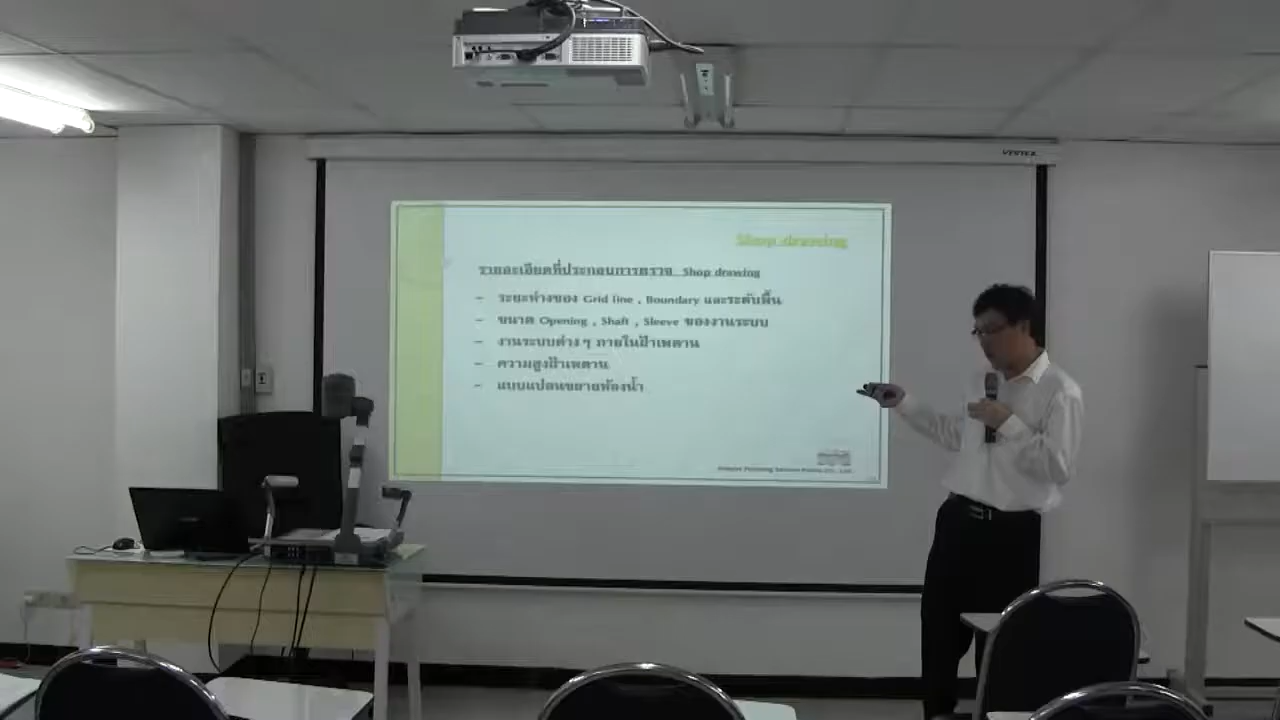 VERTEX
Shop drawing
รายละเอียดที่ประกอบการตรวจ Shop drawing
- ระยะห่างของ Grid line , Boundary และระดับพื้น
- ขนาด Opening , Shaft , Sleeve ของงานระบบ
- งานระบบต่าง ๆ ภายในฝ้าเพดาน
- ความสูงฝ้าเพดาน
- แบบแปลนขยายห้องน้ำ